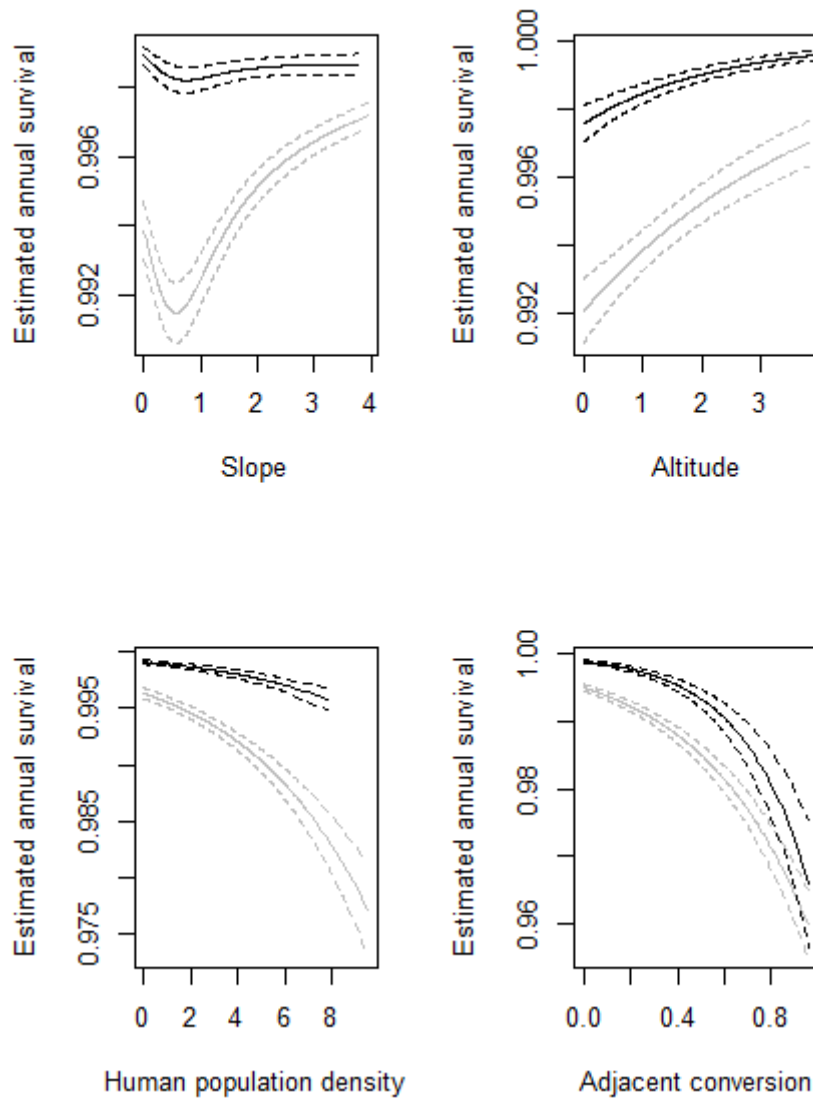 Estimated annual survival
0.992 0.996
0 1 2 3 4
Slope
Estimated annual survival
0.992 0.996 1.000
0 1 2 3
Altitude
Estimated annual survival
0.975 0.985 0.995
0 2 4 6 8
Human population density
Estimated annual survival
0.96 0.98 1.00
0.0 0.4 0.8
Adjacent conversion